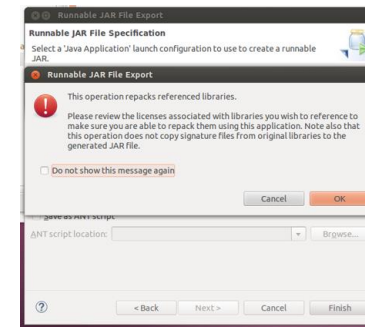 Runnable JAR File Export
Runnable JAR File Specification
Select a 'Java Application' launch configuration to use to create a runnable
JAR.
Runnable JAR File Export
This operation repacks referenced libraries.
Please review the licenses associated with libraries you wish to reference to
make sure you are able to repack them using this application. Note also that
this operation does not copy signature files from original libraries to the
generated JAR file.
Do not show this message again
Cancel OK
Save as ANT script
ANT script location: Browse...
? < Back Next > Cancel Finish